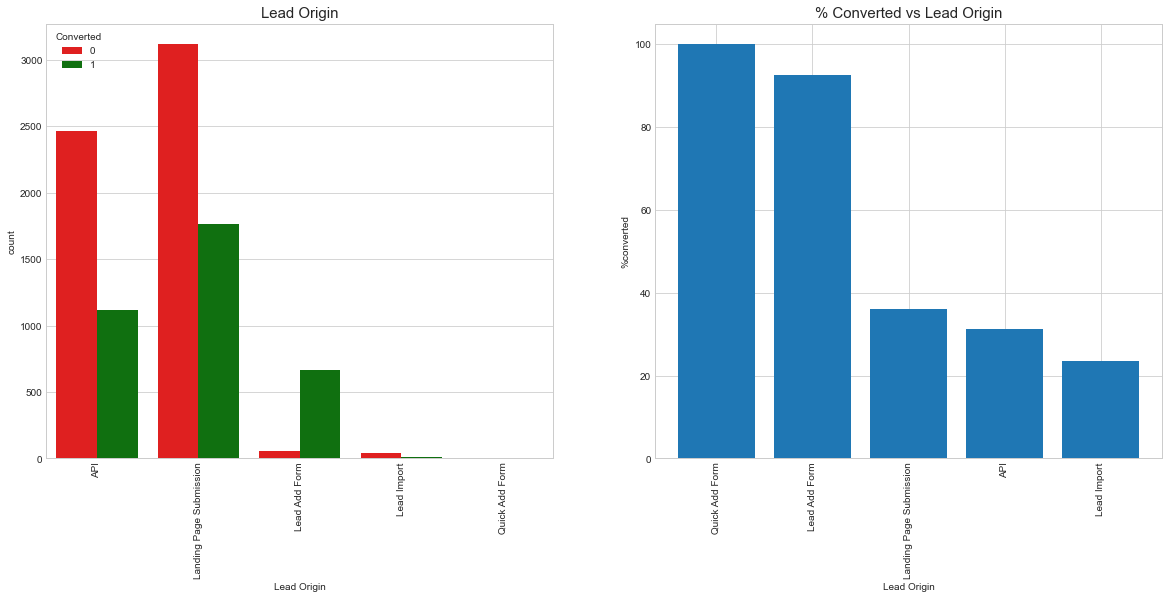 Lead Origin
Converted
0
1
3000
2500
2000
1500
1000
500
0
count
API
Landing Page Submission
Lead Add Form
Lead Import
Quick Add Form
Lead Origin
% Converted vs Lead Origin
100
80
60
40
20
0
%converted
Quick Add Form
Lead Add Form
Landing Page Submission
API
Lead Import
Lead Origin